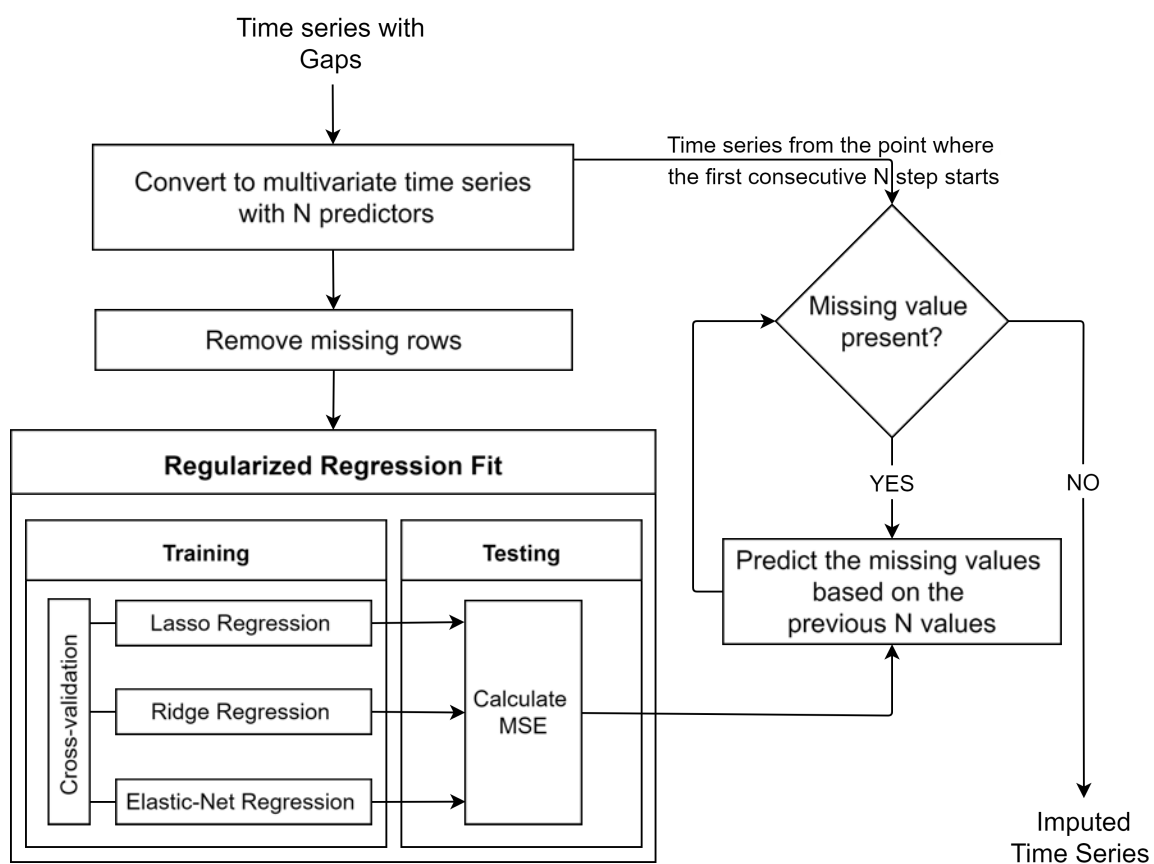 Time series with
Gaps
Convert to multivariate time series
with N predictors
Time series from the point where
the first consecutive N step starts
Remove missing rows
Missing value
present?
YES
NO
Regularized Regression Fit
Training
Testing
Cross-validation
Lasso Regression
Ridge Regression
Elastic-Net Regression
Calculate
MSE
Predict the missing values
based on the
previous N values
Imputed
Time Series